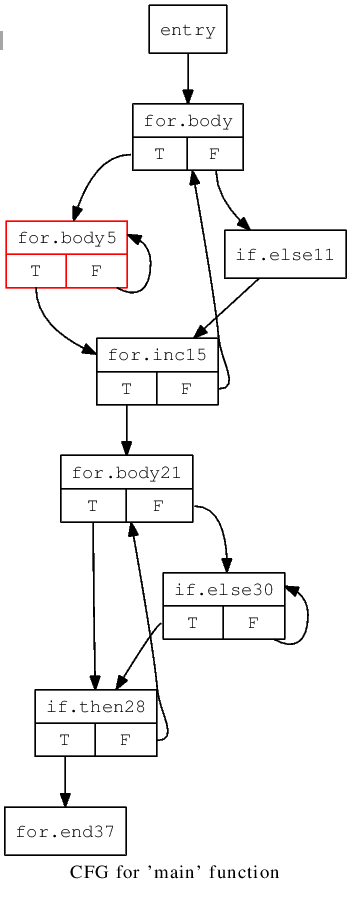 entry
for.body
T F
for.body5
T F
if.else11
for.inc15
T F
for.body21
T F
if.else30
T F
if.then28
T F
for.end37
CFG for 'main' function